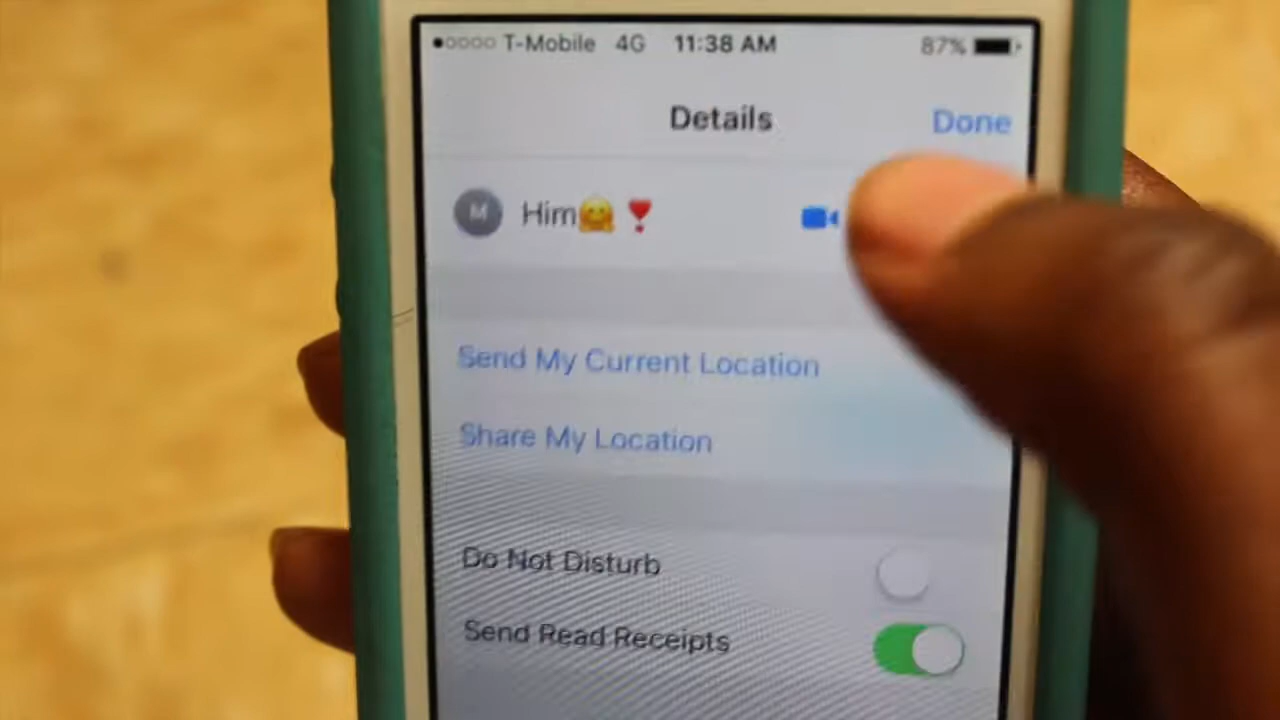 T-Mobile 4G 11:38 AM 87%
Details Done
M Him🤗❣
Send My Current Location
Share My Location
Do Not Disturb
Send Read Receipts